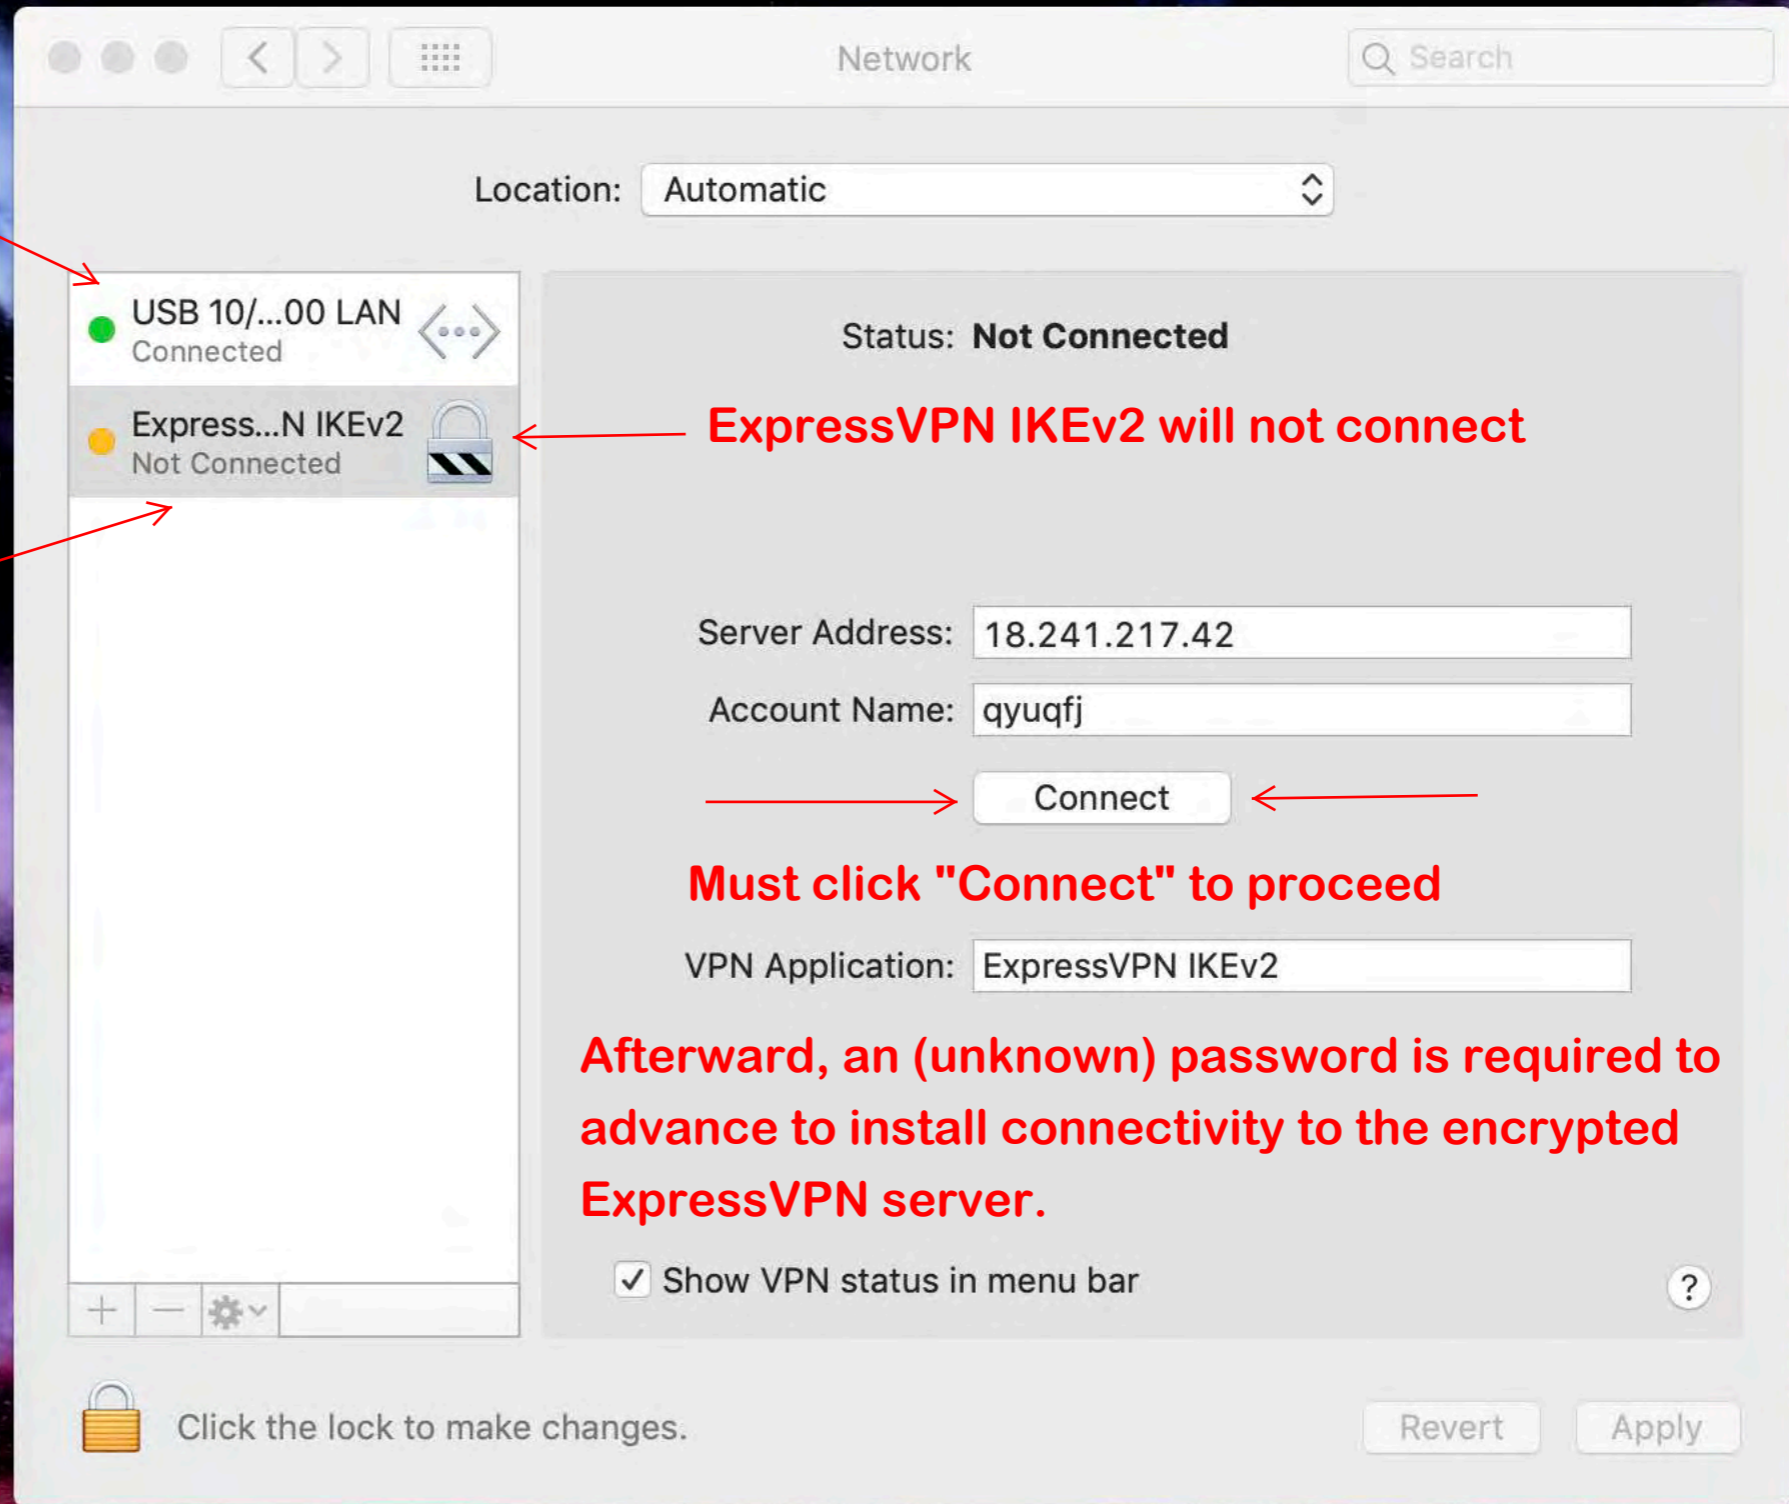 Network
Search
Location: Automatic
USB 10/...00 LAN
Connected
Express...N IKEv2
Not Connected
Status: Not Connected
ExpressVPN IKEv2 will not connect
Server Address: 18.241.217.42
Account Name: qyuqfj
Connect
Must click "Connect" to proceed
VPN Application: ExpressVPN IKEv2
Afterward, an (unknown) password is required to
advance to install connectivity to the encrypted
ExpressVPN server.
Show VPN status in menu bar
?
Click the lock to make changes.
Revert
Apply